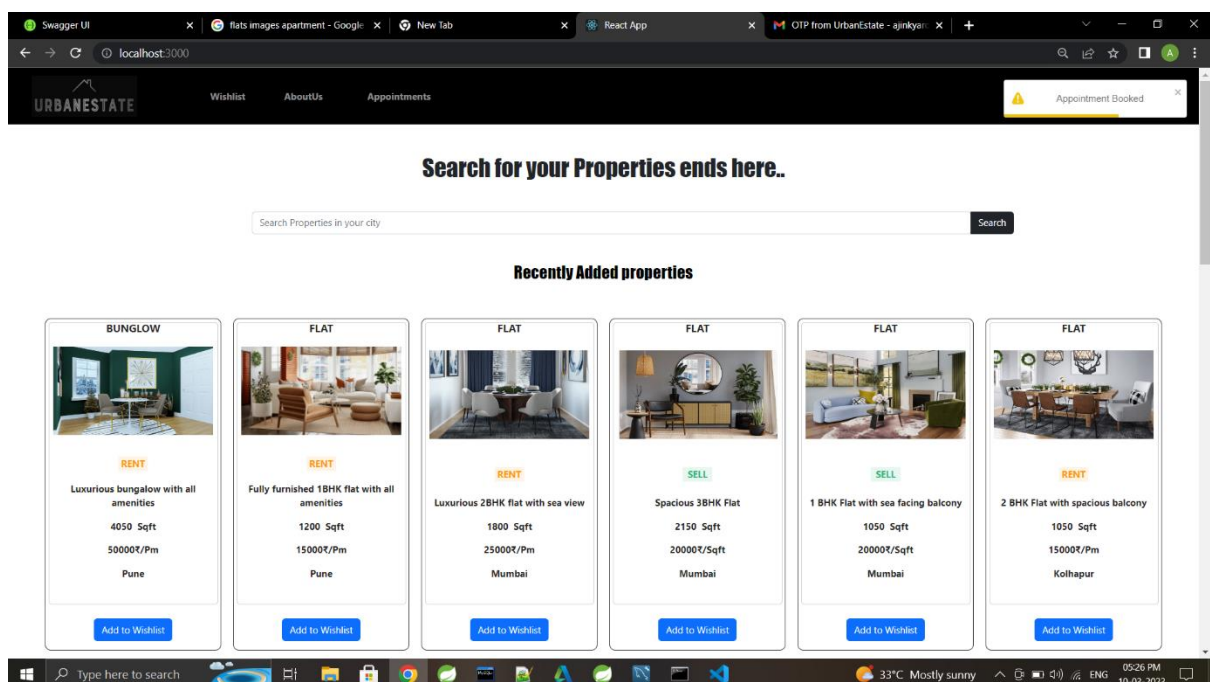 Swagger UI
flats images apartment - Google
New Tab
React App
OTP from UrbanEstate - ajinkyar
localhost:3000
A
URBANESTATE
Wishlist AboutUs Appointments
Appointment Booked
Search for your Properties ends here..
Search Properties in your city
Search
Recently Added properties
BUNGLOW
RENT
Luxurious bungalow with all
amenities
4050 Sqft
50000₹/Pm
Pune
Add to Wishlist
FLAT
RENT
Fully furnished 1BHK flat with all
amenities
1200 Sqft
15000₹/Pm
Pune
Add to Wishlist
FLAT
RENT
Luxurious 2BHK flat with sea view
1800 Sqft
25000₹/Pm
Mumbai
Add to Wishlist
FLAT
SELL
Spacious 3BHK Flat
2150 Sqft
20000₹/Sqft
Mumbai
Add to Wishlist
FLAT
SELL
1 BHK Flat with sea facing balcony
1050 Sqft
20000₹/Sqft
Mumbai
Add to Wishlist
FLAT
RENT
2 BHK Flat with spacious balcony
1050 Sqft
15000₹/Pm
Kolhapur
Add to Wishlist
Type here to search
33°C Mostly sunny
ENG
05:26 PM
10-03-2023